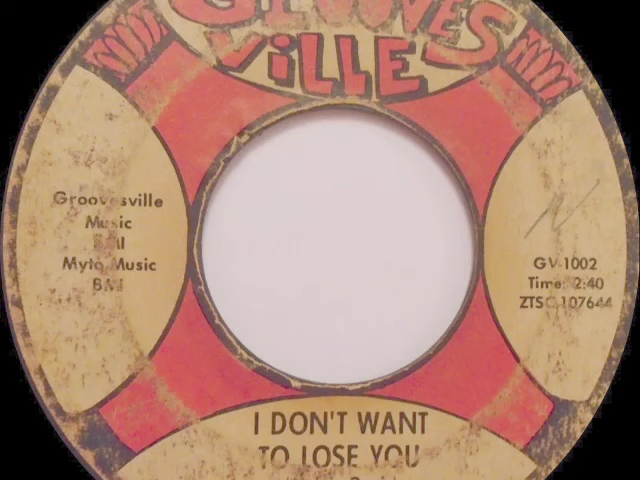 GROOVES
VILLE
Groovesville
Music
BMI
Myto Music
BMI
GV-1002
Time: 2:40
ZTSC 107644
I DON'T WANT
TO LOSE YOU